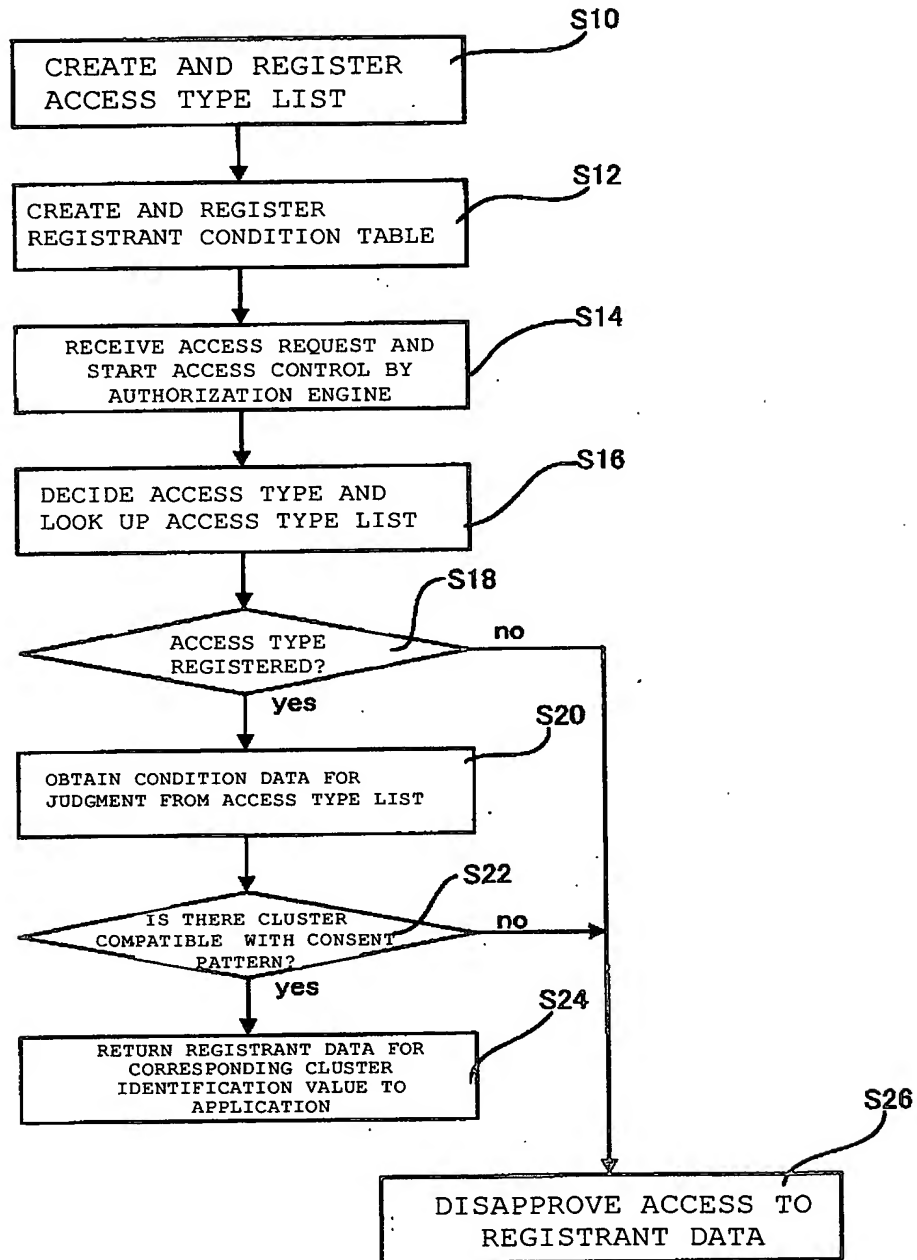 S10
CREATE AND REGISTER
ACCESS TYPE LIST
S12
CREATE AND REGISTER
REGISTRANT CONDITION TABLE
S14
RECEIVE ACCESS REQUEST AND
START ACCESS CONTROL BY
AUTHORIZATION ENGINE
S16
DECIDE ACCESS TYPE AND
LOOK UP ACCESS TYPE LIST
S18
ACCESS TYPE
REGISTERED?
no
yes
S20
OBTAIN CONDITION DATA FOR
JUDGMENT FROM ACCESS TYPE LIST
S22
IS THERE CLUSTER
COMPATIBLE WITH CONSENT
PATTERN?
no
yes
S24
RETURN REGISTRANT DATA FOR
CORRESPONDING CLUSTER
IDENTIFICATION VALUE TO
APPLICATION
S26
DISAPPROVE ACCESS TO
REGISTRANT DATA